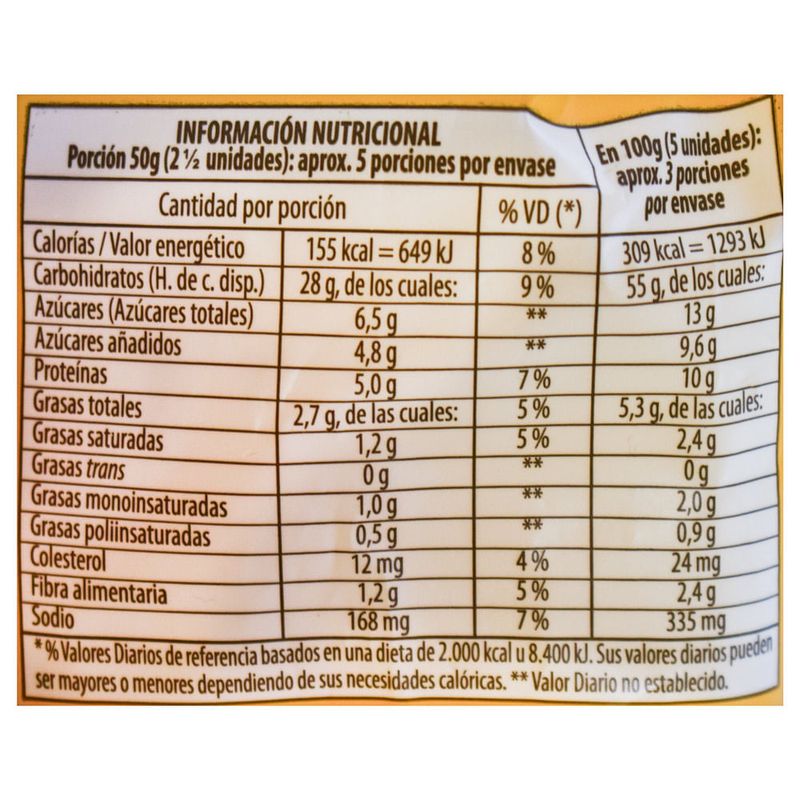 INFORMACIÓN NUTRICIONAL
Porción 50g (2 ½ unidades): aprox. 5 porciones por envase
En 100g (5 unidades):
aprox. 3 porciones
por envase
Cantidad por porción % VD (*)
Calorías / Valor energético 155 kcal = 649 kJ 8 % 309 kcal = 1293 kJ
Carbohidratos (H. de c. disp.) 28 g, de los cuales: 9 % 55 g, de los cuales:
Azúcares (Azúcares totales) 6,5 g ** 13 g
Azúcares añadidos 4,8 g ** 9,6 g
Proteínas 5,0 g 7 % 10 g
Grasas totales 2,7 g, de las cuales: 5 % 5,3 g, de las cuales:
Grasas saturadas 1,2 g 5 % 2,4 g
Grasas trans 0 g ** 0 g
Grasas monoinsaturadas 1,0 g ** 2,0 g
Grasas poliinsaturadas 0,5 g ** 0,9 g
Colesterol 12 mg 4 % 24 mg
Fibra alimentaria 1,2 g 5 % 2,4 g
Sodio 168 mg 7 % 335 mg
* % Valores Diarios de referencia basados en una dieta de 2.000 kcal u 8.400 kJ. Sus valores diarios pueden
ser mayores o menores dependiendo de sus necesidades calóricas. ** Valor Diario no establecido.